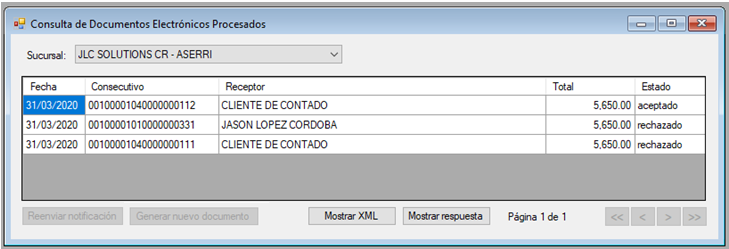 Consulta de Documentos Electrónicos Procesados
Sucursal: JLC SOLUTIONS CR - ASERRI
Fecha Consecutivo Receptor Total Estado
31/03/2020 00100001040000000112 CLIENTE DE CONTADO 5,650.00 aceptado
31/03/2020 00100001010000000331 JASON LOPEZ CORDOBA 5,650.00 rechazado
31/03/2020 00100001040000000111 CLIENTE DE CONTADO 5,650.00 rechazado
Reenviar notificación Generar nuevo documento Mostrar XML Mostrar respuesta Página 1 de 1 << < > >>